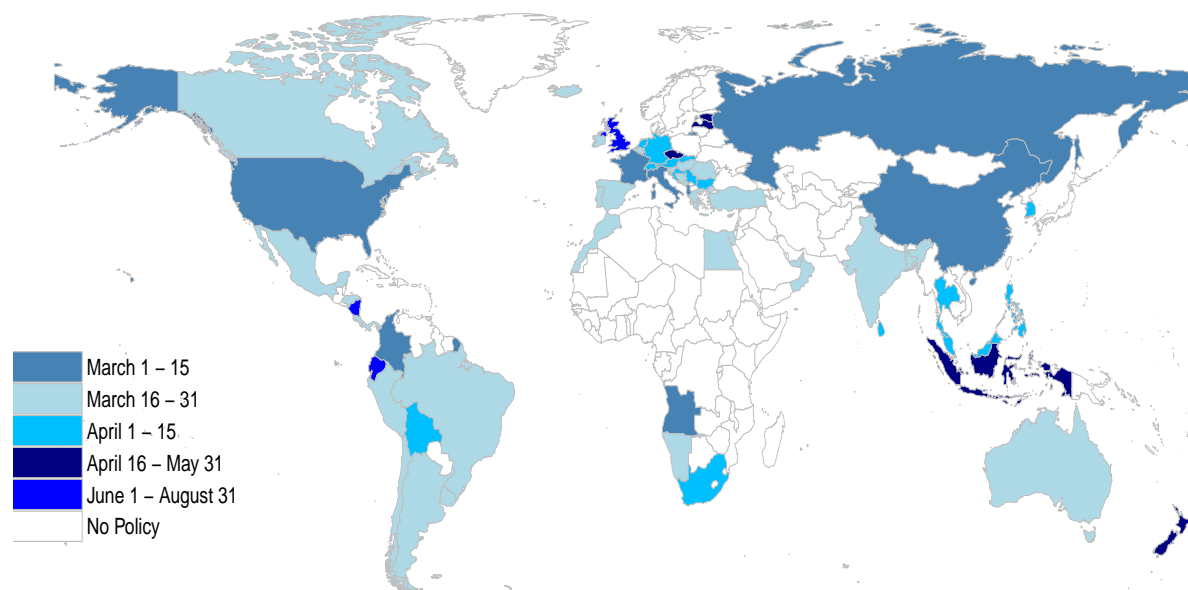 March 1 – 15
March 16 – 31
April 1 – 15
April 16 – May 31
June 1 – August 31
No Policy